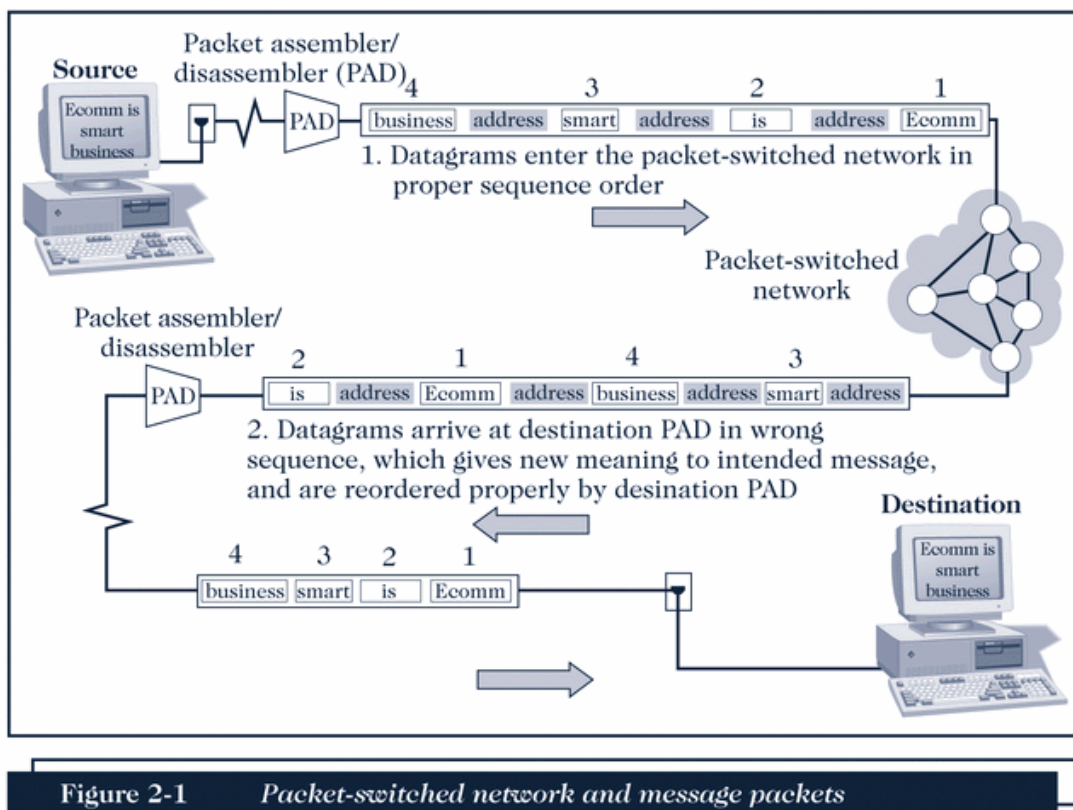 Packet assembler/
disassembler (PAD)
Source
Ecomm is
smart
business
PAD
4 3 2 1
business address smart address is address Ecomm
1. Datagrams enter the packet-switched network in
proper sequence order
Packet-switched
network
Packet assembler/
disassembler
PAD
2 1 4 3
is address Ecomm address business address smart address
2. Datagrams arrive at destination PAD in wrong
sequence, which gives new meaning to intended message,
and are reordered properly by desination PAD
Destination
Ecomm is
smart
business
4 3 2 1
business smart is Ecomm
Figure 2-1 Packet-switched network and message packets